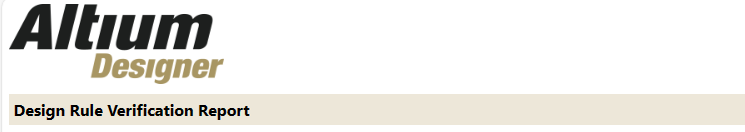 Altium
Designer
Design Rule Verification Report